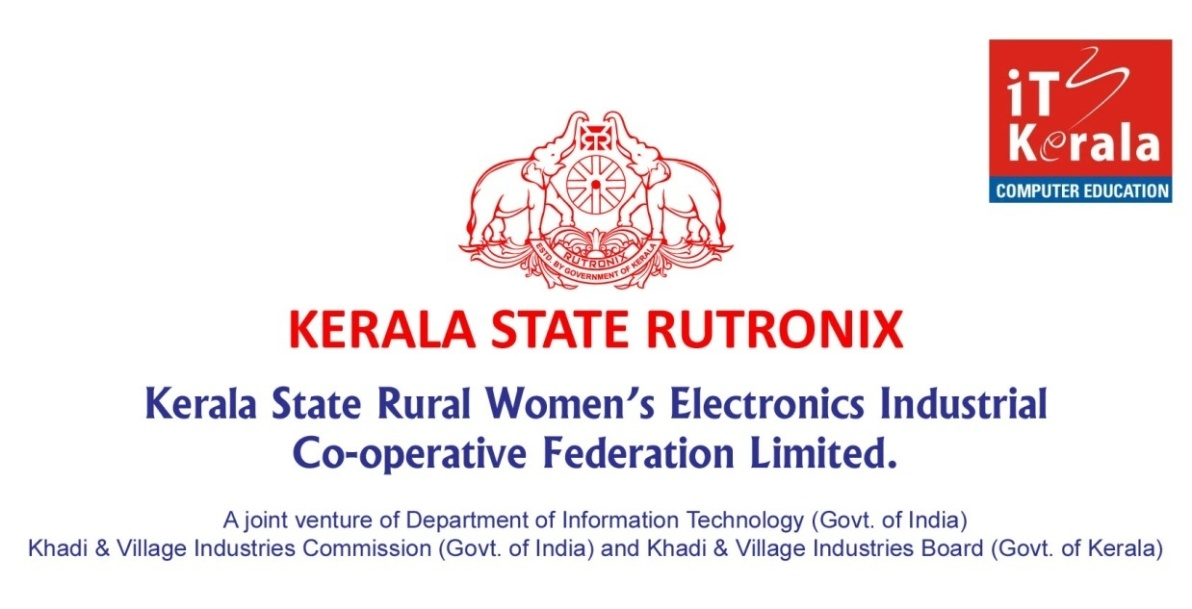 iT
Kerala
COMPUTER EDUCATION
RUTRONIX
ESTD. BY GOVERNMENT OF KERALA
KERALA STATE RUTRONIX
Kerala State Rural Women's Electronics Industrial
Co-operative Federation Limited.
A joint venture of Department of Information Technology (Govt. of India)
Khadi & Village Industries Commission (Govt. of India) and Khadi & Village Industries Board (Govt. of Kerala)